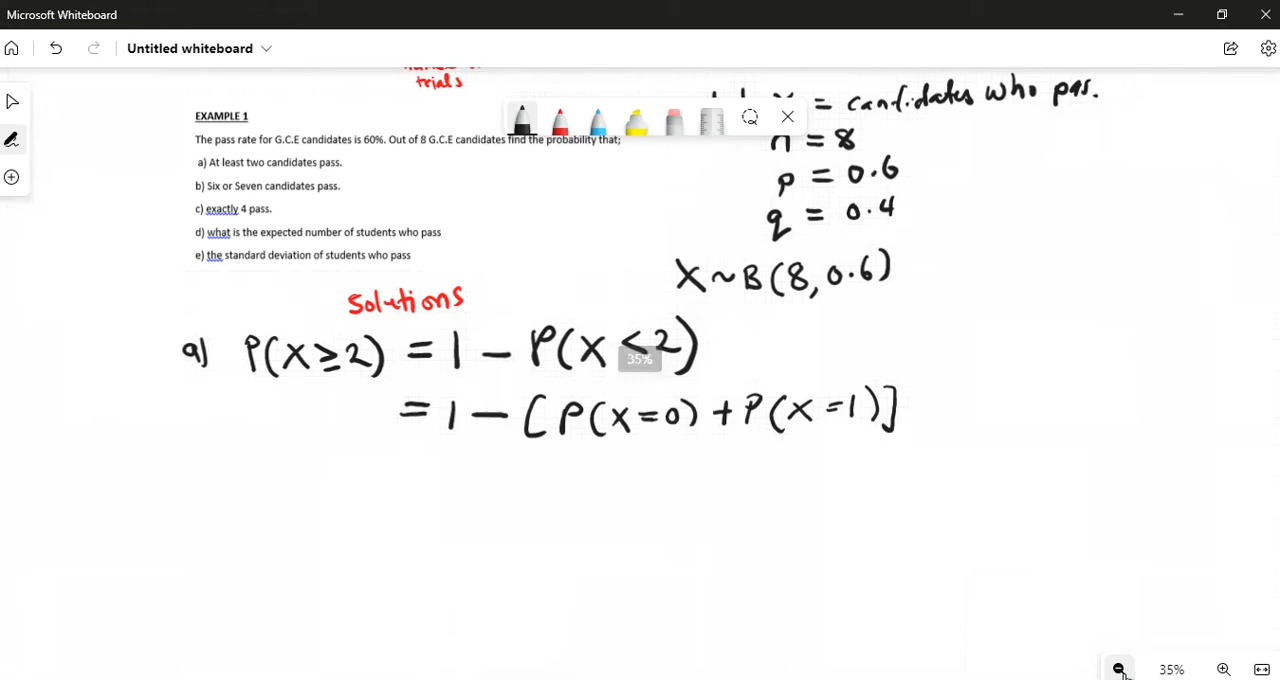 Microsoft Whiteboard
Untitled whiteboard
trials
= candidates who pas.
EXAMPLE 1
The pass rate for G.C.E candidates is 60%. Out of 8 G.C.E candidates find the probability that;
n = 8
a) At least two candidates pass.
p = 0.6
b) Six or Seven candidates pass.
c) exactly 4 pass.
q = 0.4
d) what is the expected number of students who pass
e) the standard deviation of students who pass
X~B(8, 0.6)
Solutions
a) P(X≥2) = 1 - P(X<2)
35%
= 1 - [P(X=0) + P(X=1)]
35%